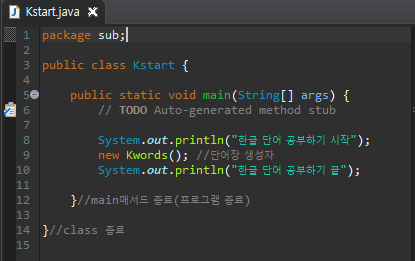 Kstart.java
1 package sub;
2
3 public class Kstart {
4
5 public static void main(String[] args) {
6 // TODO Auto-generated method stub
7
8 System.out.println("한글 단어 공부하기 시작");
9 new Kwords(); //단어장 생성자
10 System.out.println("한글 단어 공부하기 끝");
11
12 }//main매서드 종료(프로그램 종료)
13
14 }//class 종료
15